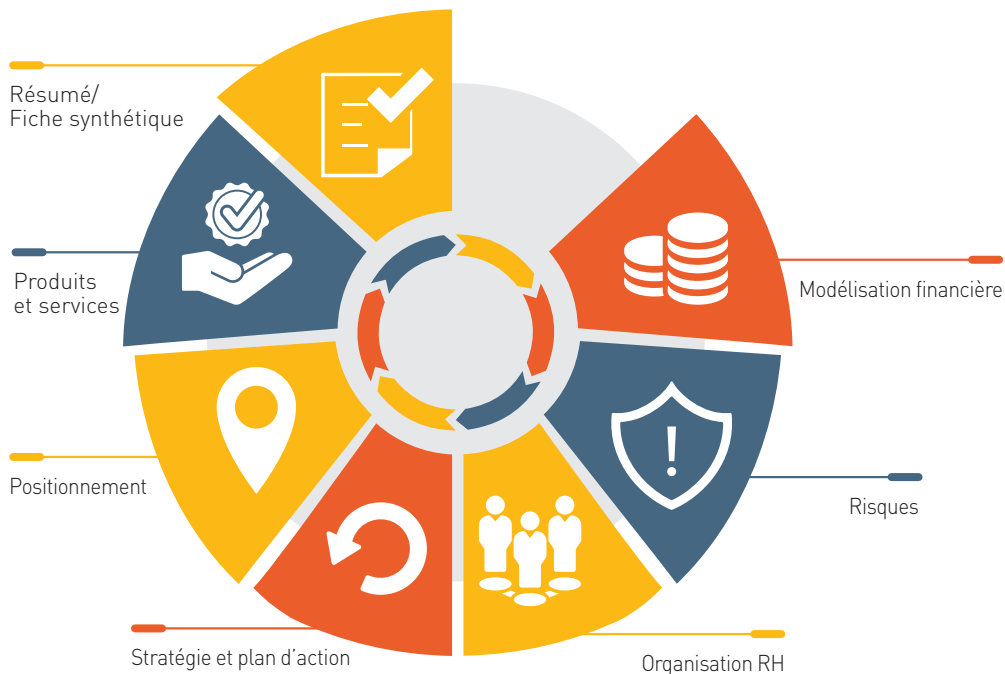 Résumé/
Fiche synthétique
Produits
et services
Positionnement
Stratégie et plan d’action
Organisation RH
Risques
Modélisation financière
!